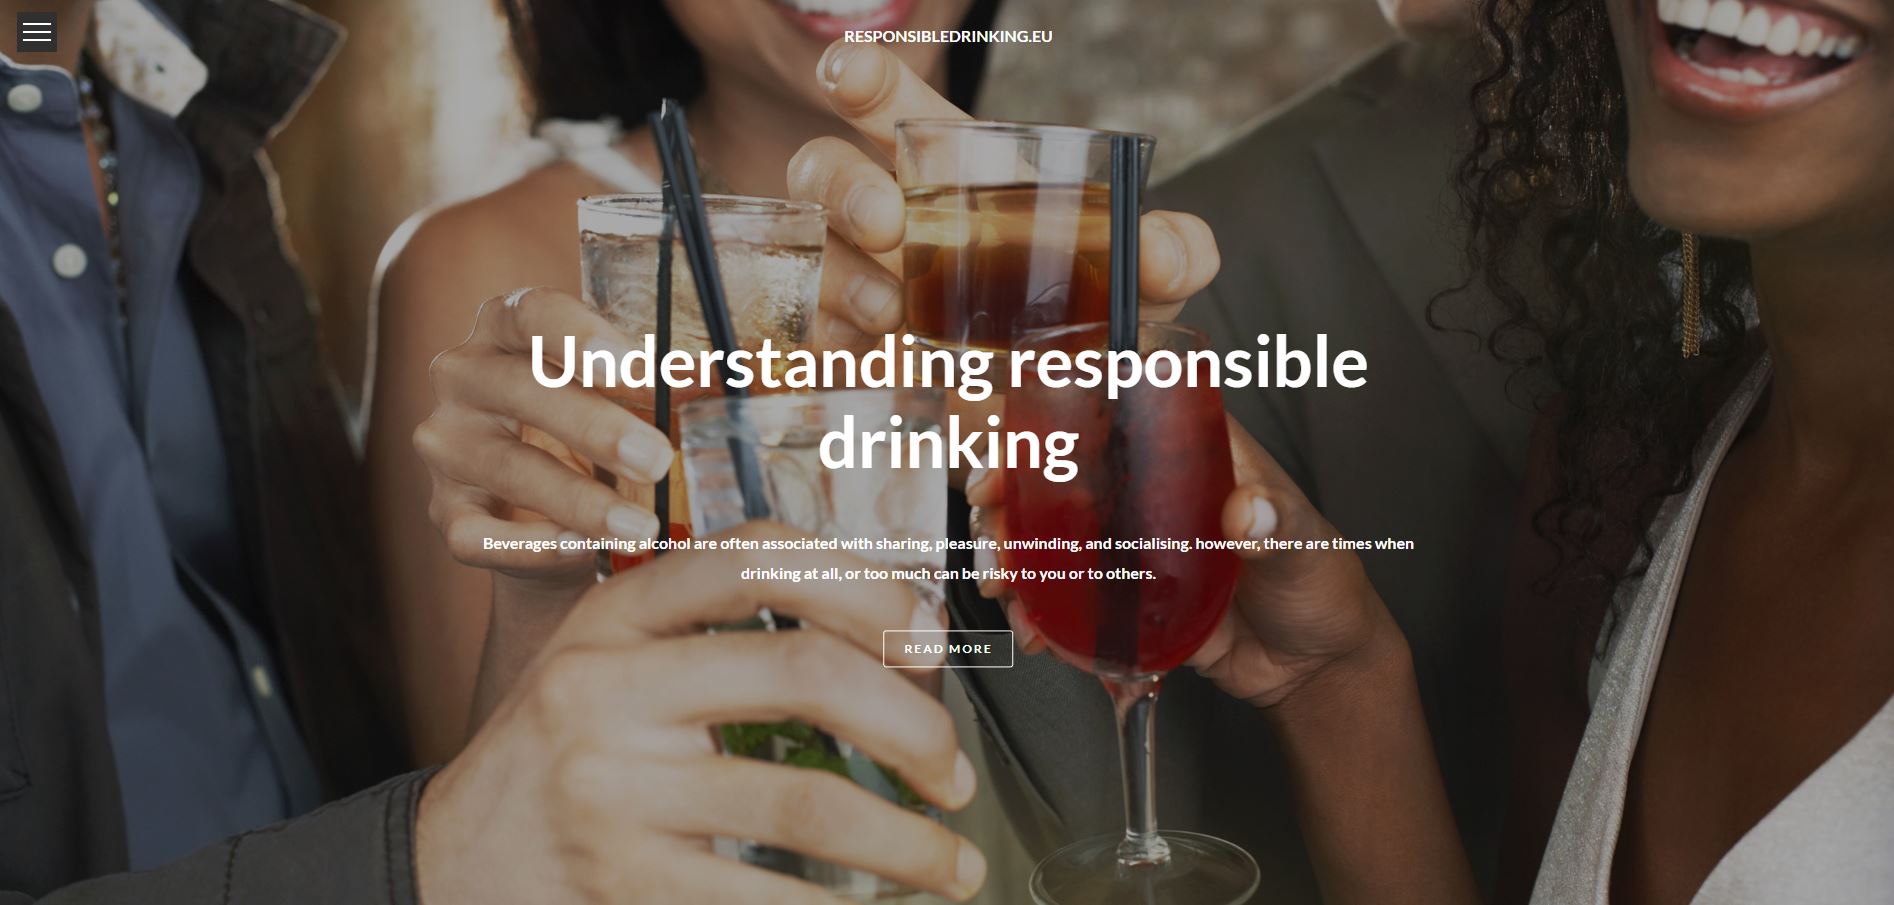 RESPONSIBLEDRINKING.EU
Understanding responsible
drinking
Beverages containing alcohol are often associated with sharing, pleasure, unwinding, and socialising. however, there are times when
drinking at all, or too much can be risky to you or to others.
READ MORE